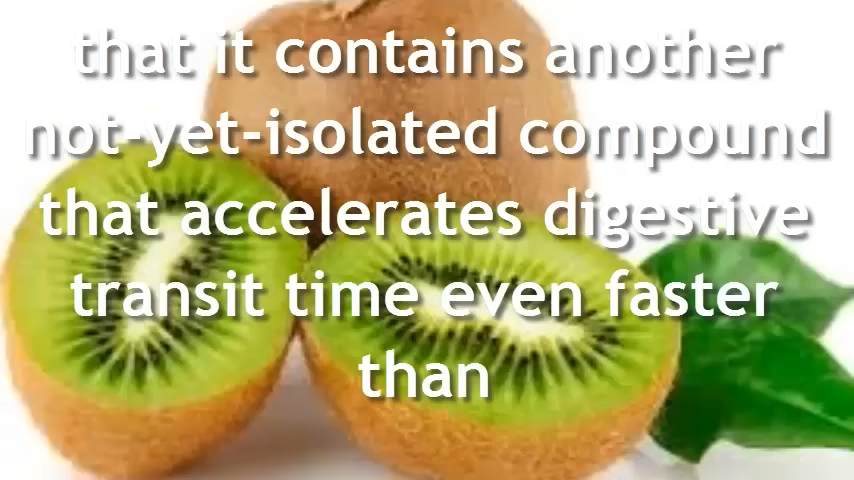 that it contains another
not-yet-isolated compound
that accelerates digestive
transit time even faster
than